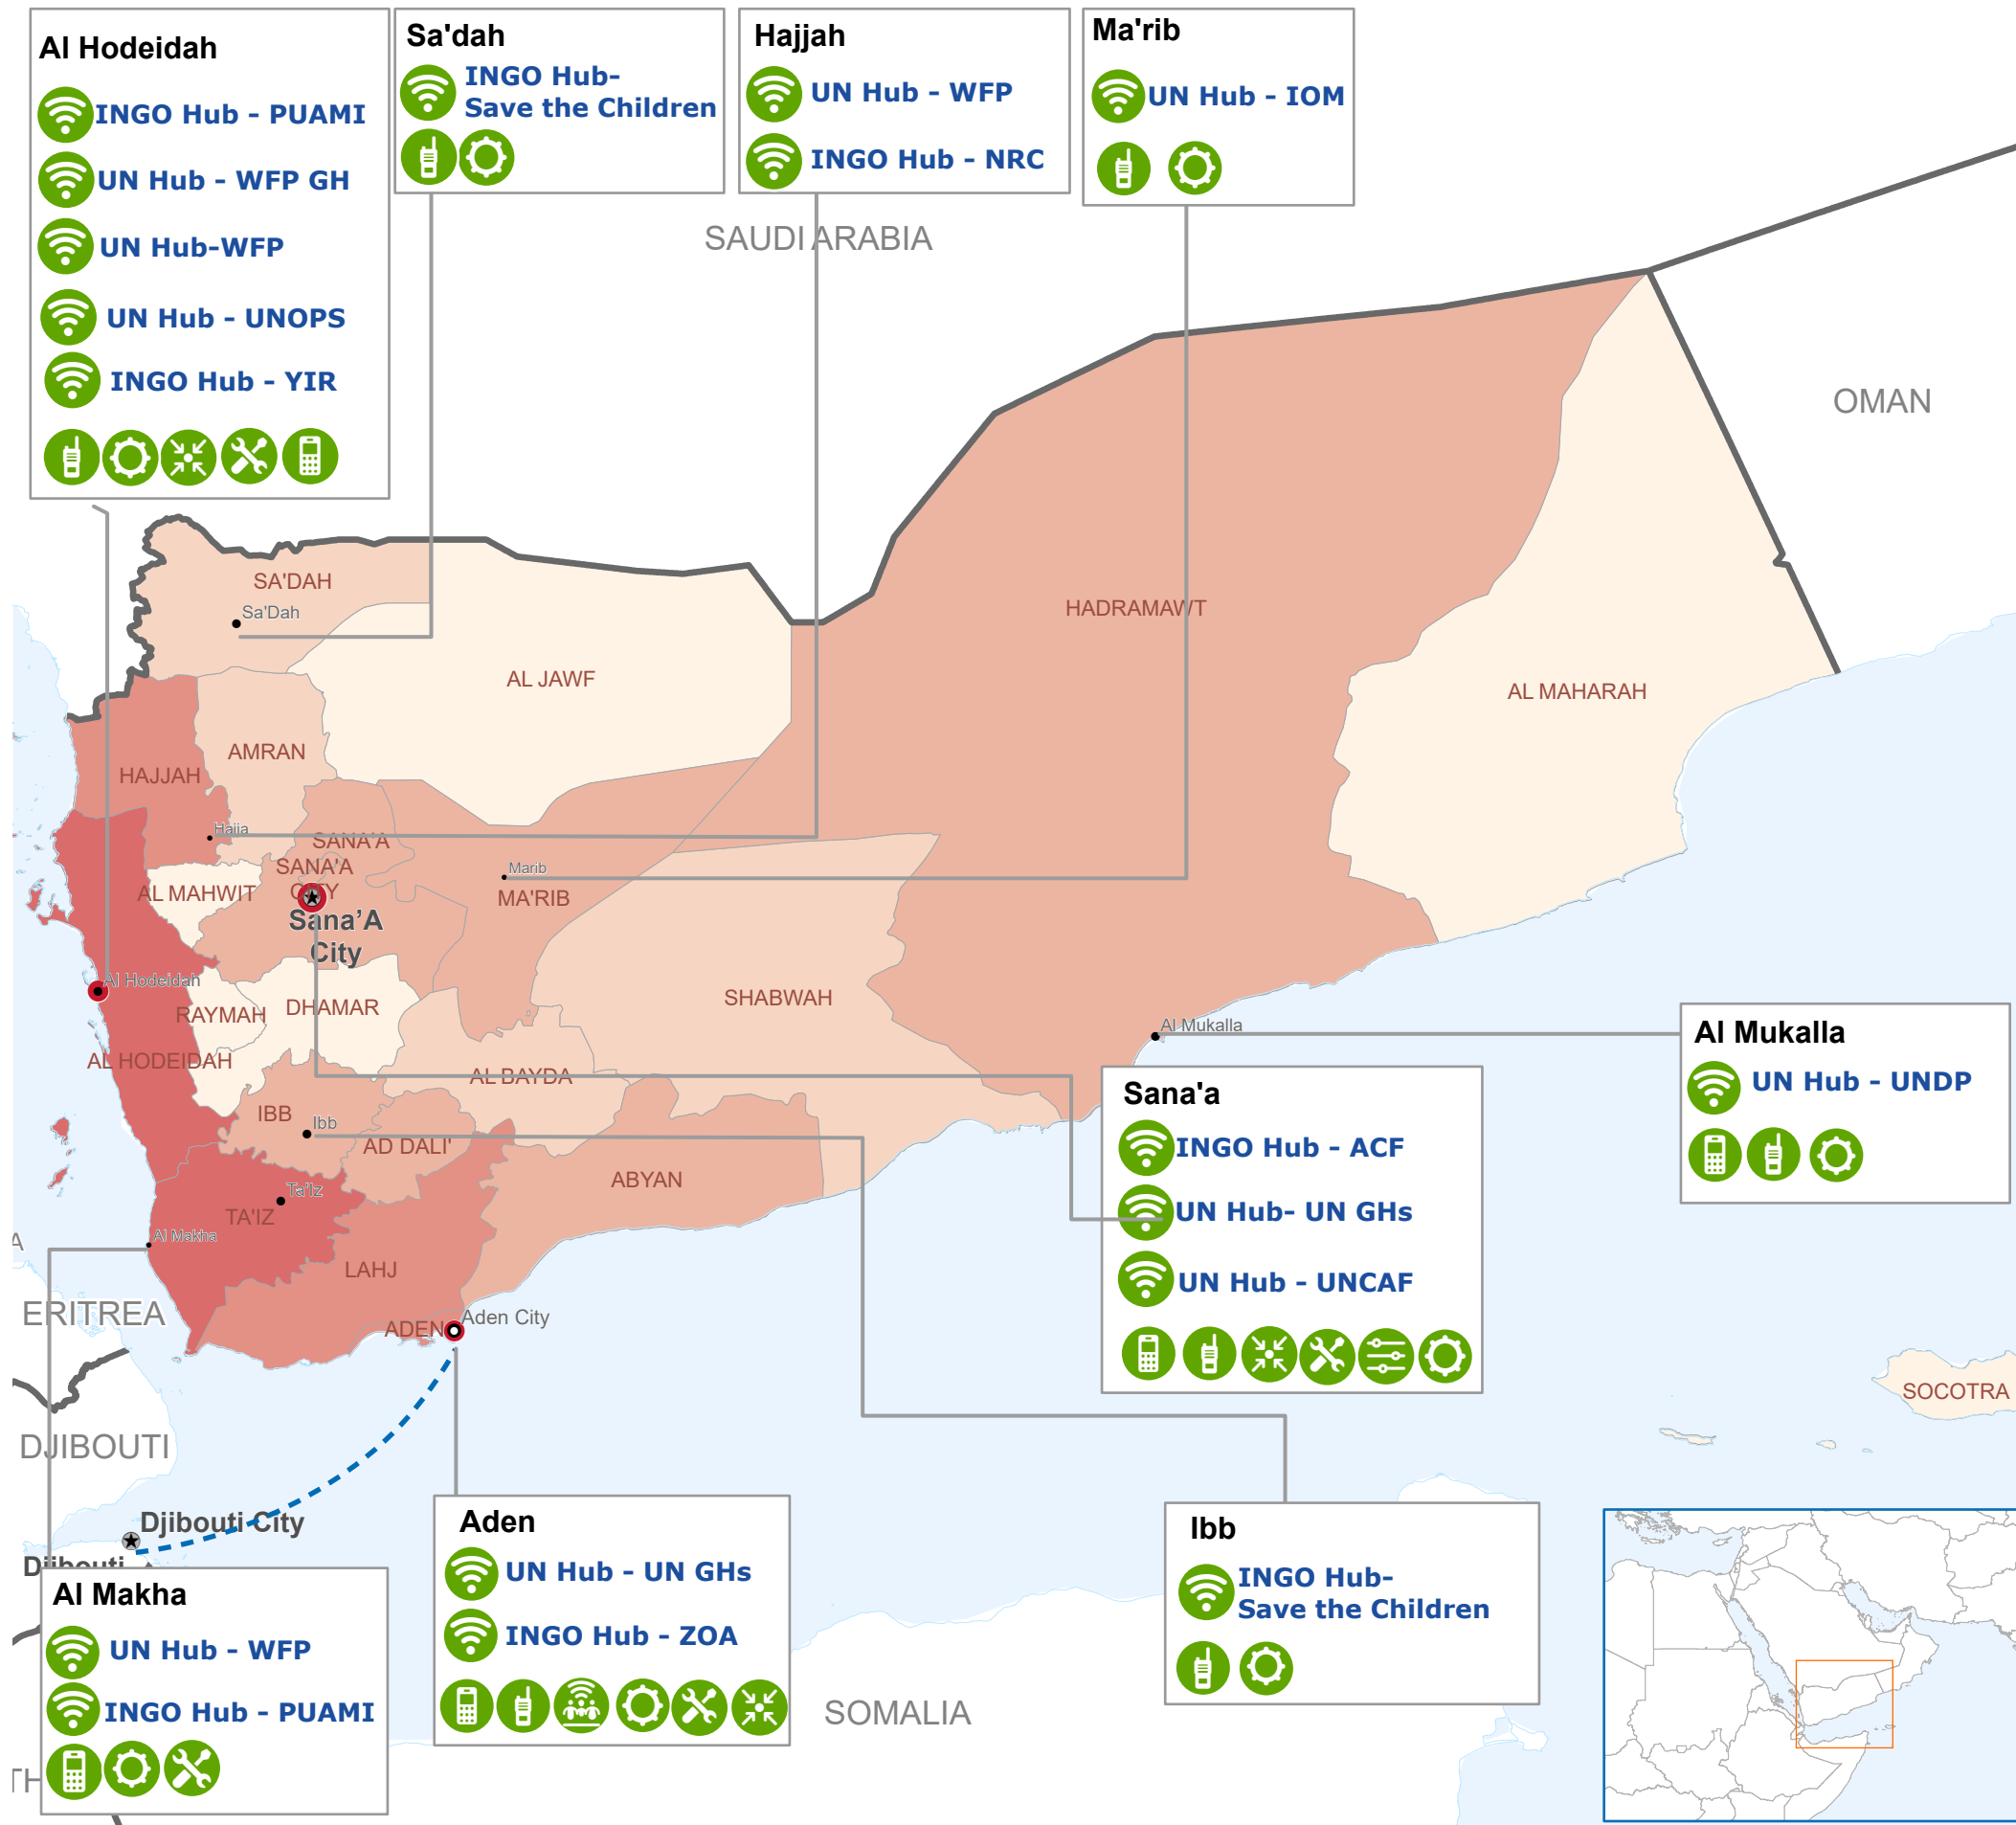 Al Hodeidah
INGO Hub - PUAMI
UN Hub - WFP GH
UN Hub-WFP
UN Hub - UNOPS
INGO Hub - YIR
Sa'dah
INGO Hub-
Save the Children
Hajjah
UN Hub - WFP
INGO Hub - NRC
Ma'rib
UN Hub - IOM
SAUDI ARABIA
OMAN
SA'DAH
Sa'Dah
HADRAMAWT
AL JAWF
AL MAHARAH
AMRAN
HAJJAH
Hajja
SANA'A
SANA'A
CITY
Marib
AL MAHWIT
MA'RIB
Sana'A
City
Al Hodeidah
SHABWAH
RAYMAH
DHAMAR
Al Mukalla
AL HODEIDAH
AL BAYDA
IBB
Ibb
AD DALI'
ABYAN
Ta'Iz
TA'IZ
Al Makha
A
LAHJ
ERITREA
ADEN
Aden City
Al Mukalla
UN Hub - UNDP
Sana'a
INGO Hub - ACF
UN Hub- UN GHs
UN Hub - UNCAF
SOCOTRA
DJIBOUTI
Djibouti City
Djibouti
Al Makha
UN Hub - WFP
INGO Hub - PUAMI
Aden
UN Hub - UN GHs
INGO Hub - ZOA
Ibb
INGO Hub-
Save the Children
SOMALIA